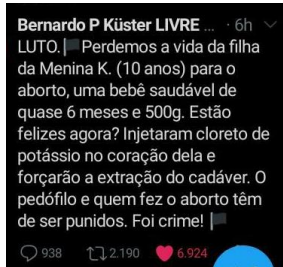 Bernardo P Küster LIVRE ... · 6h
LUTO. 🏴 Perdemos a vida da filha
da Menina K. (10 anos) para o
aborto, uma bebê saudável de
quase 6 meses e 500g. Estão
felizes agora? Injetaram cloreto de
potássio no coração dela e
forçarão a extração do cadáver. O
pedófilo e quem fez o aborto têm
de ser punidos. Foi crime! 🏴
938 2.190 6.924